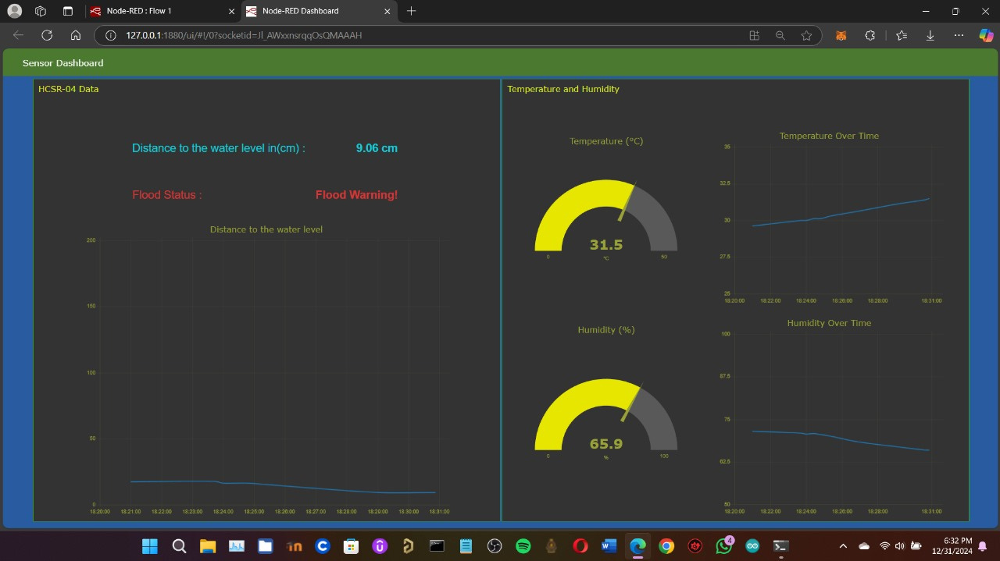 Node-RED : Flow 1
Node-RED Dashboard
127.0.0.1:1880/ui/#!/0?socketid=Jl_AWxxnsrqqOsQMAAAH
Sensor Dashboard
HCSR-04 Data
Distance to the water level in(cm) :
9.06 cm
Flood Status :
Flood Warning!
Distance to the water level
200
150
100
50
0
18:20:00 18:21:00 18:22:00 18:23:00 18:24:00 18:25:00 18:26:00 18:27:00 18:28:00 18:29:00 18:30:00 18:31:00
Temperature and Humidity
Temperature (°C)
31.5
°C
0
50
Temperature Over Time
35
32.5
30
27.5
25
18:20:00 18:22:00 18:24:00 18:26:00 18:28:00 18:31:00
Humidity (%)
65.9
%
0
100
Humidity Over Time
100
87.5
75
62.5
50
18:20:00 18:22:00 18:24:00 18:26:00 18:28:00 18:31:00
4
6:32 PM
12/31/2024